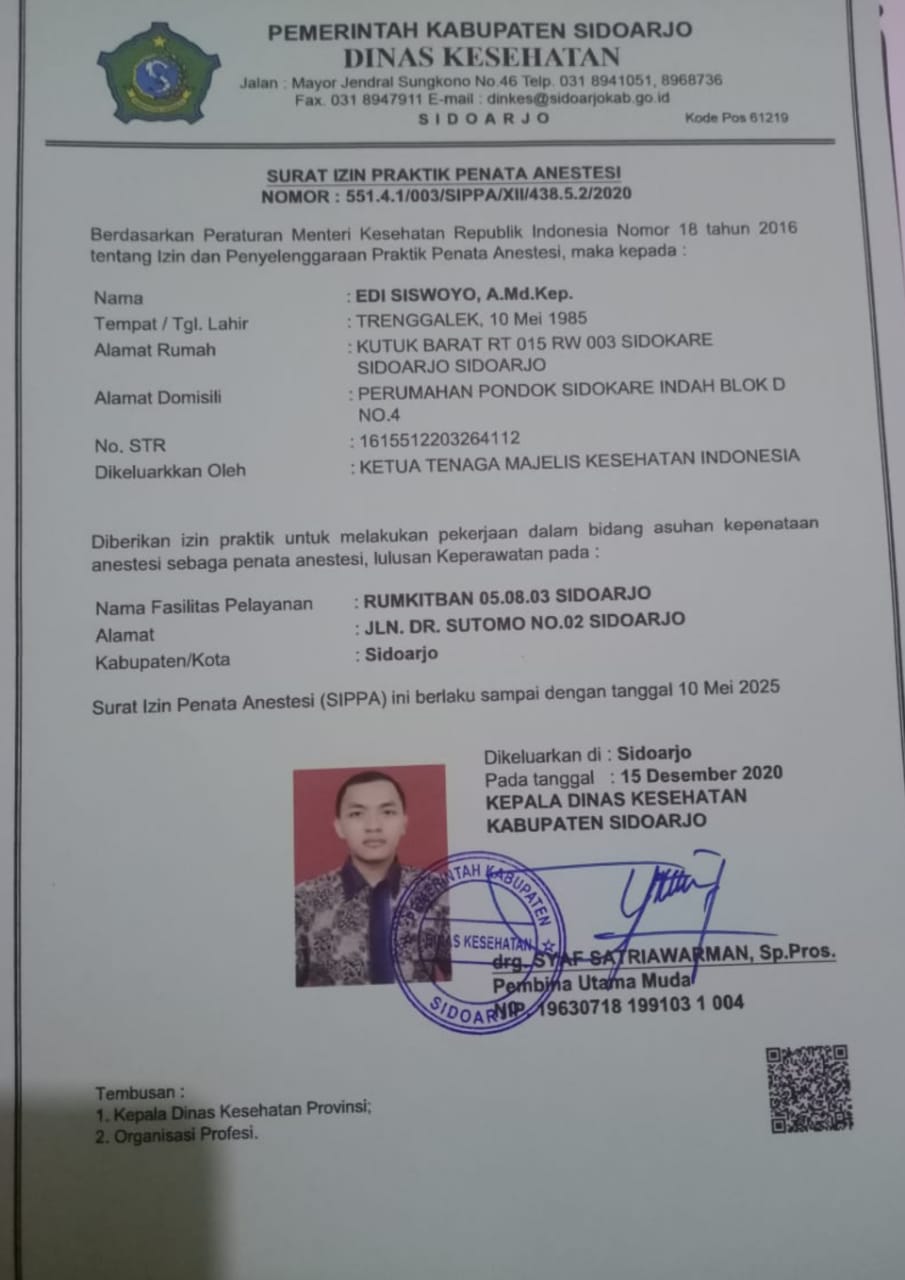 PEMERINTAH KABUPATEN SIDOARJO
DINAS KESEHATAN
Jalan : Mayor Jendral Sungkono No.46 Telp. 031 8941051, 8968736
Fax. 031 8947911 E-mail : dinkes@sidoarjokab.go.id
SIDOARJO Kode Pos 61219
SURAT IZIN PRAKTIK PENATA ANESTESI
NOMOR : 551.4.1/003/SIPPA/XII/438.5.2/2020
Berdasarkan Peraturan Menteri Kesehatan Republik Indonesia Nomor 18 tahun 2016
tentang Izin dan Penyelenggaraan Praktik Penata Anestesi, maka kepada :
Nama : EDI SISWOYO, A.Md.Kep.
Tempat / Tgl. Lahir : TRENGGALEK, 10 Mei 1985
Alamat Rumah : KUTUK BARAT RT 015 RW 003 SIDOKARE
SIDOARJO SIDOARJO
Alamat Domisili : PERUMAHAN PONDOK SIDOKARE INDAH BLOK D
NO.4
No. STR : 1615512203264112
Dikeluarkkan Oleh : KETUA TENAGA MAJELIS KESEHATAN INDONESIA
Diberikan izin praktik untuk melakukan pekerjaan dalam bidang asuhan kepenataan
anestesi sebaga penata anestesi, lulusan Keperawatan pada :
Nama Fasilitas Pelayanan : RUMKITBAN 05.08.03 SIDOARJO
Alamat : JLN. DR. SUTOMO NO.02 SIDOARJO
Kabupaten/Kota : Sidoarjo
Surat Izin Penata Anestesi (SIPPA) ini berlaku sampai dengan tanggal 10 Mei 2025
Dikeluarkan di : Sidoarjo
Pada tanggal : 15 Desember 2020
KEPALA DINAS KESEHATAN
KABUPATEN SIDOARJO
PEMERINTAH KABUPATEN
DINAS KESEHATAN
SIDOARJO
drg. SYAF SATRIAWARMAN, Sp.Pros.
Pembina Utama Muda
NIP. 19630718 199103 1 004
Tembusan :
1. Kepala Dinas Kesehatan Provinsi;
2. Organisasi Profesi.